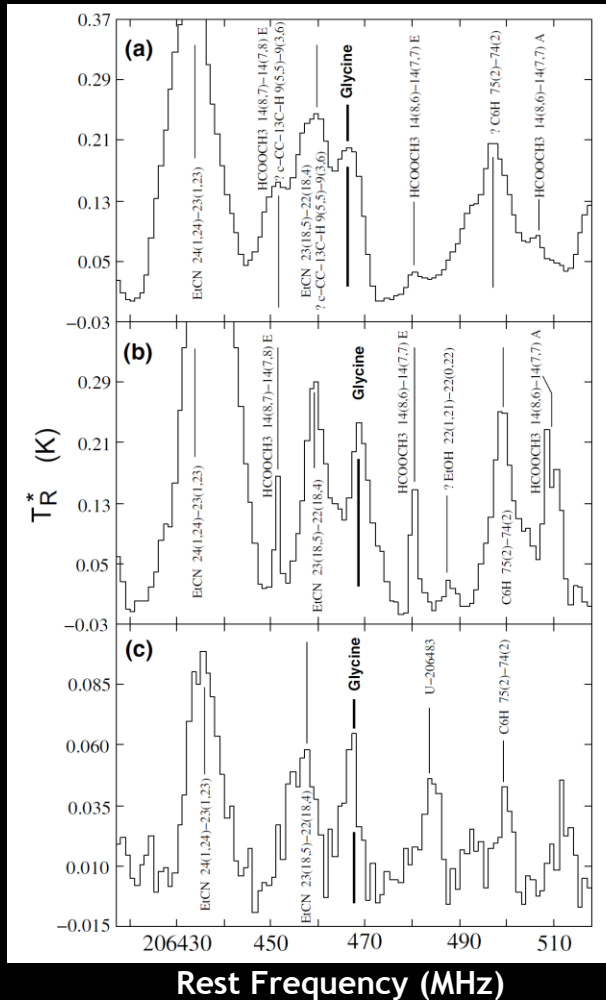 0.37
0.29
0.21
0.13
0.05
−0.03
(a)
EtCN 24(1,24)−23(1,23)
HCOOCH3 14(8,7)−14(7,8) E
? c−CC−13C−H 9(5,5)−9(3,6)
EtCN 23(18,5)−22(18,4)
? c−CC−13C−H 9(5,5)−9(3,6)
Glycine
HCOOCH3 14(8,6)−14(7,7) E
? C6H 75(2)−74(2)
HCOOCH3 14(8,6)−14(7,7) A
0.29
0.21
0.13
0.05
−0.03
(b)
EtCN 24(1,24)−23(1,23)
HCOOCH3 14(8,7)−14(7,8) E
EtCN 23(18,5)−22(18,4)
Glycine
HCOOCH3 14(8,6)−14(7,7) E
? EtOH 22(1,21)−22(0,22)
C6H 75(2)−74(2)
HCOOCH3 14(8,6)−14(7,7) A
T*R (K)
0.085
0.060
0.035
0.010
−0.015
(c)
EtCN 24(1,24)−23(1,23)
EtCN 23(18,5)−22(18,4)
Glycine
U−206483
C6H 75(2)−74(2)
206430 450 470 490 510
Rest Frequency (MHz)